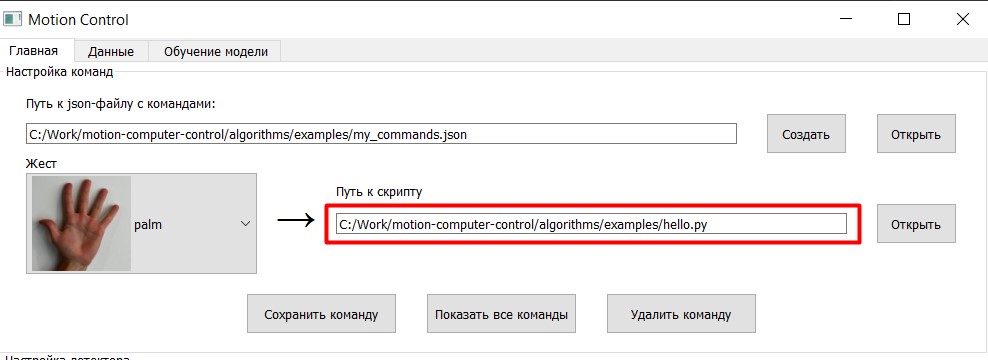 Motion Control
Главная Данные Обучение модели
Настройка команд
Путь к json-файлу с командами:
C:/Work/motion-computer-control/algorithms/examples/my_commands.json Создать Открыть
Жест
Путь к скрипту
palm → C:/Work/motion-computer-control/algorithms/examples/hello.py Открыть
Сохранить команду Показать все команды Удалить команду
Настройка детектора